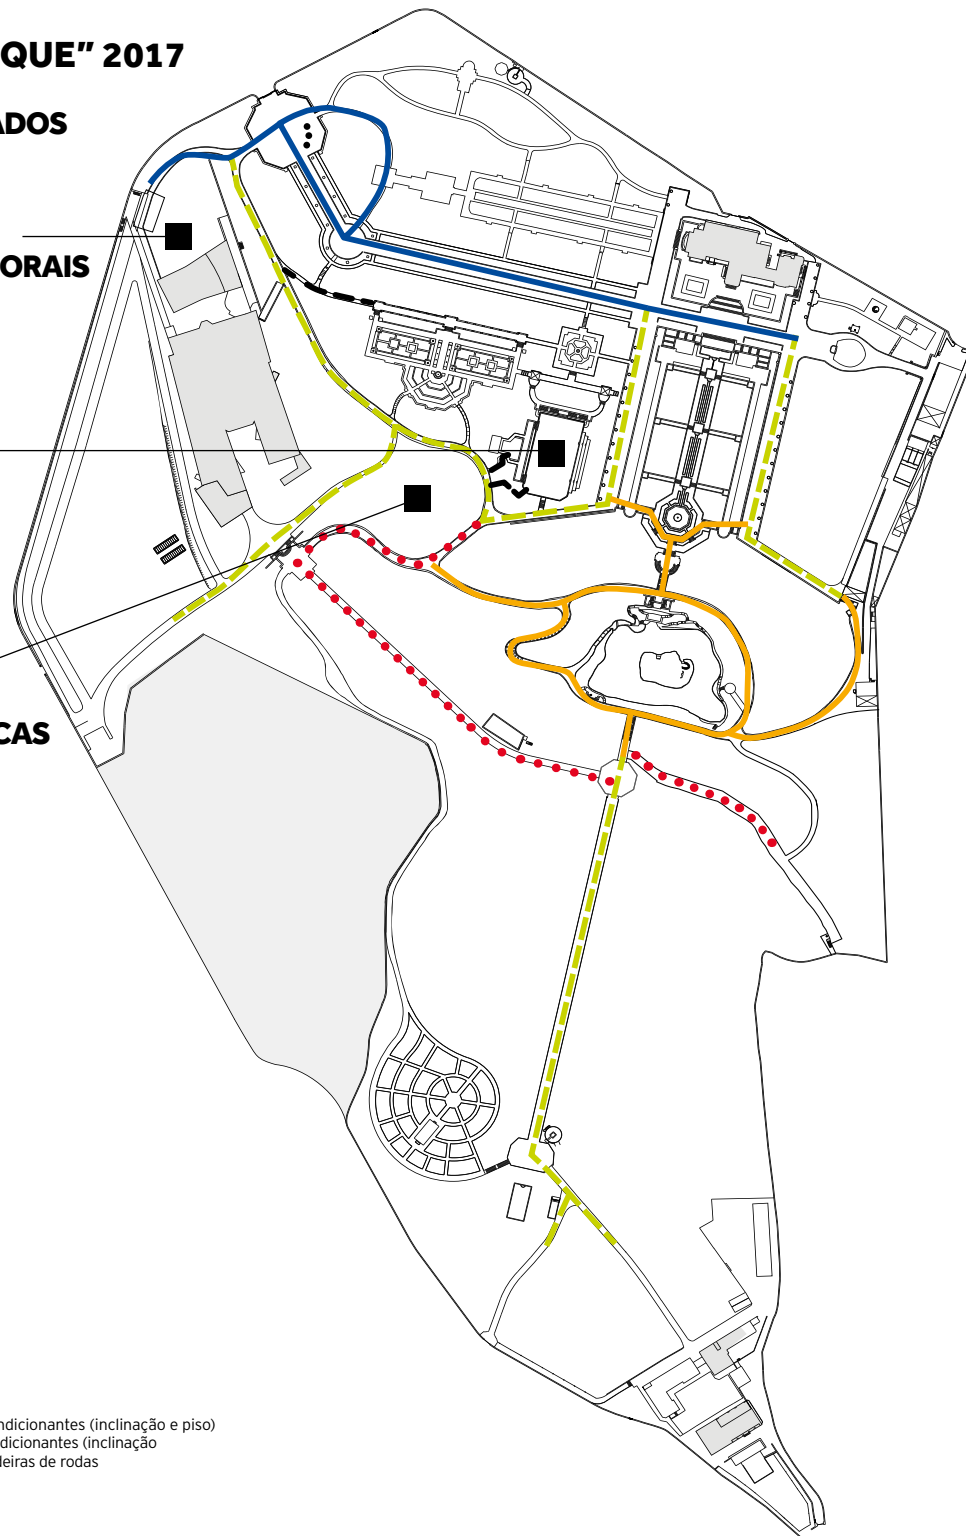 QUE” 2017
ADOS
ORAIS
CAS
ndicionantes (inclinação e piso)
dicionantes (inclinação
deiras de rodas